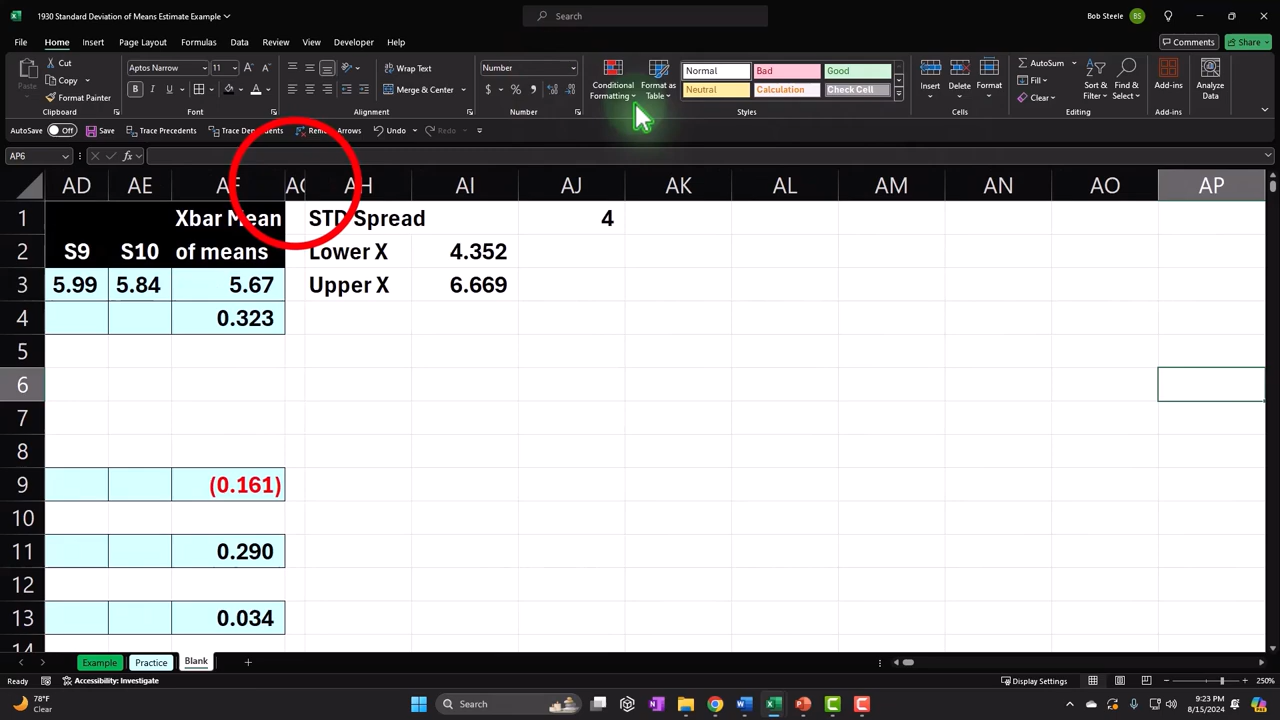 1930 Standard Deviation of Means Estimate Example
Search
Bob Steele BS
File Home Insert Page Layout Formulas Data Review View Developer Help
Comments Share
Cut
Copy
Paste
Format Painter
Clipboard
Aptos Narrow 11
Font
Wrap Text
Merge & Center
Alignment
Number
Number
Conditional Formatting
Format as Table
Normal Bad Good
Neutral Calculation Check Cell
Styles
Insert Delete Format
Cells
AutoSum
Fill
Clear
Sort & Filter
Find & Select
Editing
Add-ins
Add-ins
Analyze Data
AutoSave Off Save Trace Precedents Trace Dependents Arrows Undo Redo
AP6 fx
AD AE AF AH AI AJ AK AL AM AN AO AP
1 Xbar Mean STD Spread 4
2 S9 S10 of means Lower X 4.352
3 5.99 5.84 5.67 Upper X 6.669
4 0.323
5
6
7
8
9 (0.161)
10
11 0.290
12
13 0.034
14
Example Practice Blank
Ready Accessibility: Investigate Display Settings 250%
78°F
Clear
Search
9:23 PM
8/15/2024